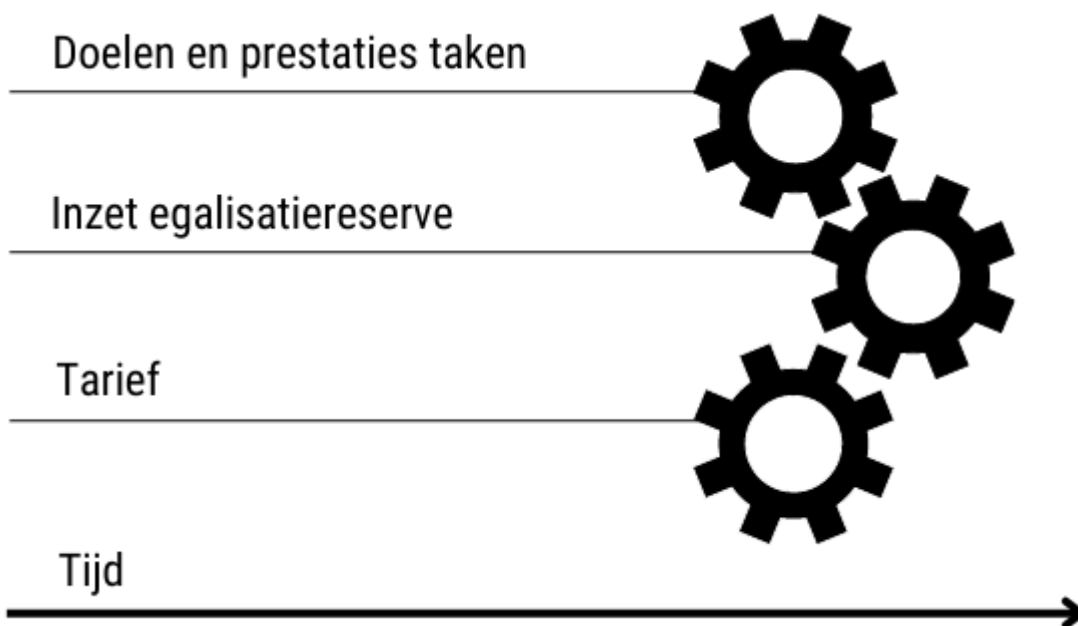 Doelen en prestaties taken
Inzet egalisatiereserve
Tarief
Tijd